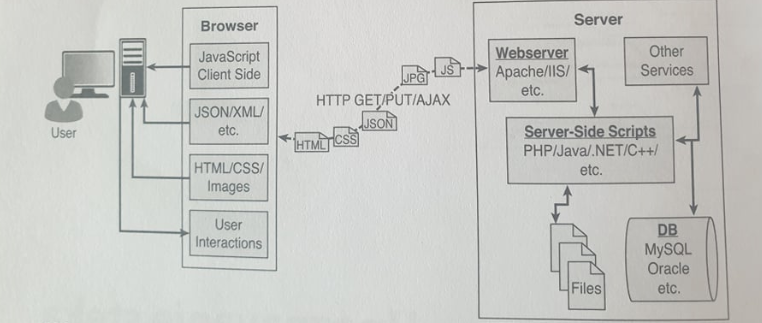 Browser
Server
User
JavaScript
Client Side
JSON/XML/
etc.
HTML/CSS/
Images
User
Interactions
HTTP GET/PUT/AJAX
HTML
CSS
JSON
JPG
JS
Webserver
Apache/IIS/
etc.
Other
Services
Server-Side Scripts
PHP/Java/.NET/C++/
etc.
Files
DB
MySQL
Oracle
etc.